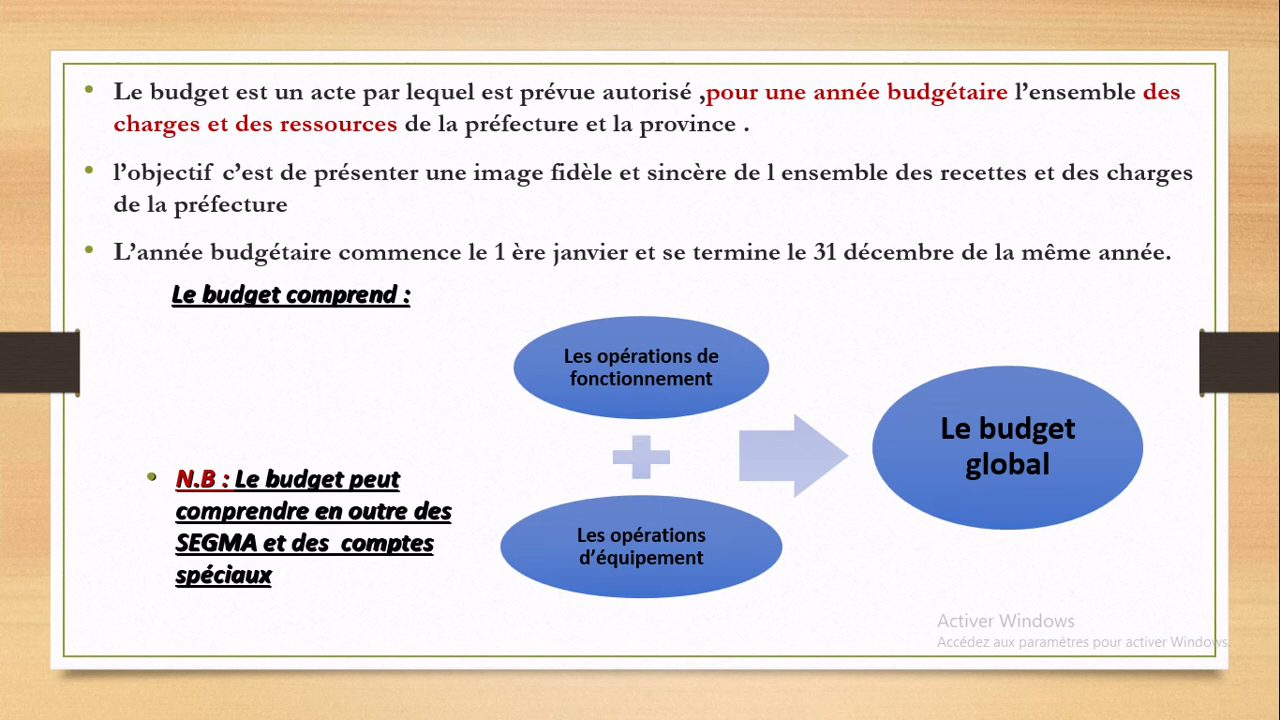 Le budget est un acte par lequel est prévue autorisé ,pour une année budgétaire l’ensemble des
charges et des ressources de la préfecture et la province .
l’objectif c’est de présenter une image fidèle et sincère de l ensemble des recettes et des charges
de la préfecture
L’année budgétaire commence le 1 ère janvier et se termine le 31 décembre de la même année.
Le budget comprend :
Les opérations de
fonctionnement
Le budget
global
N.B : Le budget peut
comprendre en outre des
SEGMA et des comptes
spéciaux
Les opérations
d’équipement
Activer Windows
Accédez aux paramètres pour activer Windows.